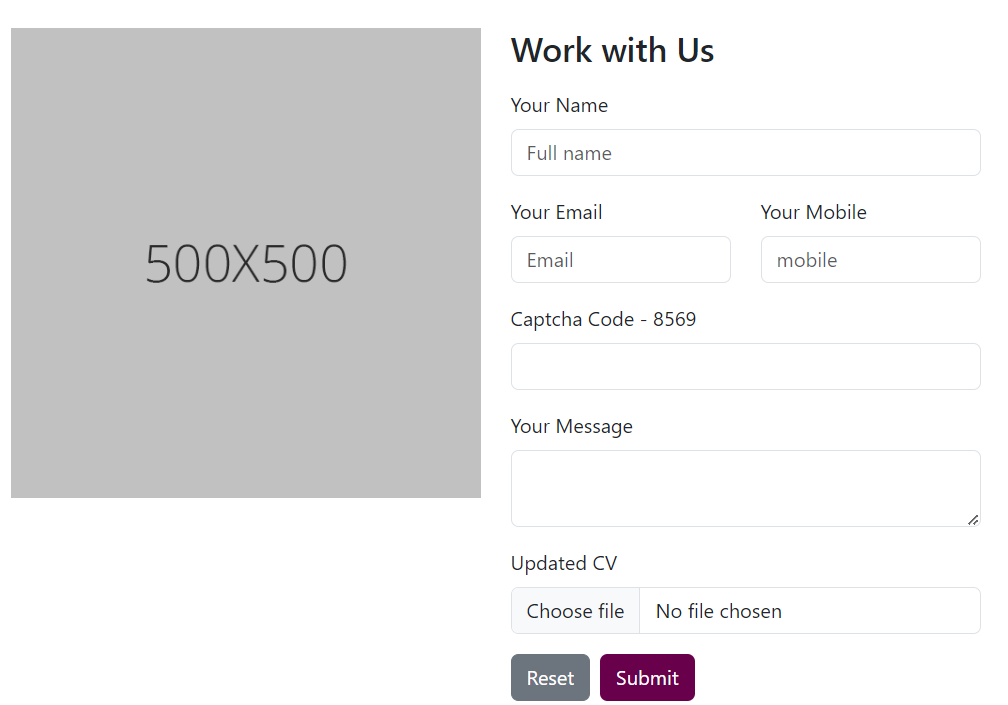 500X500
Work with Us
Your Name
Full name
Your Email
Your Mobile
Email
mobile
Captcha Code - 8569
Your Message
Updated CV
Choose file
No file chosen
Reset
Submit